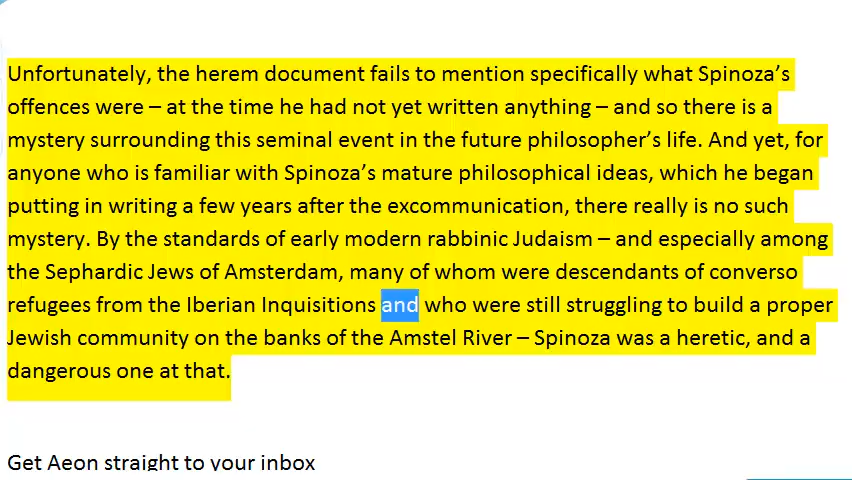 Unfortunately, the herem document fails to mention specifically what Spinoza’s
offences were – at the time he had not yet written anything – and so there is a
mystery surrounding this seminal event in the future philosopher’s life. And yet, for
anyone who is familiar with Spinoza’s mature philosophical ideas, which he began
putting in writing a few years after the excommunication, there really is no such
mystery. By the standards of early modern rabbinic Judaism – and especially among
the Sephardic Jews of Amsterdam, many of whom were descendants of converso
refugees from the Iberian Inquisitions and who were still struggling to build a proper
Jewish community on the banks of the Amstel River – Spinoza was a heretic, and a
dangerous one at that.
Get Aeon straight to your inbox